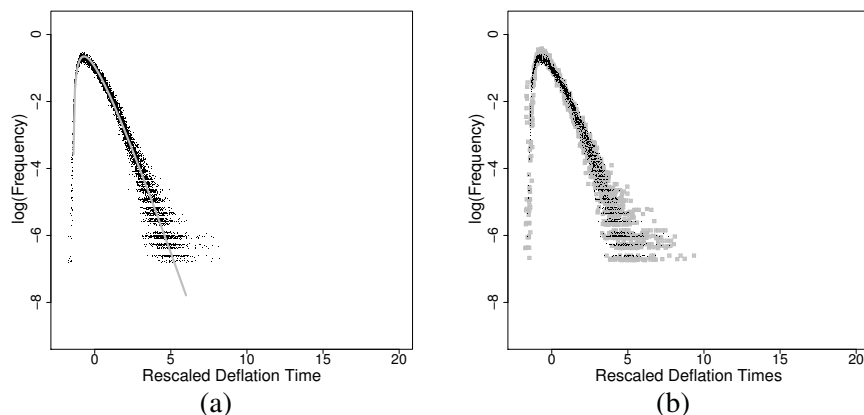 0
−2
−4
−6
−8
log(Frequency)
0 5 10 15 20
Rescaled Deflation Time
(a)
0
−2
−4
−6
−8
log(Frequency)
0 5 10 15 20
Rescaled Deflation Times
(b)